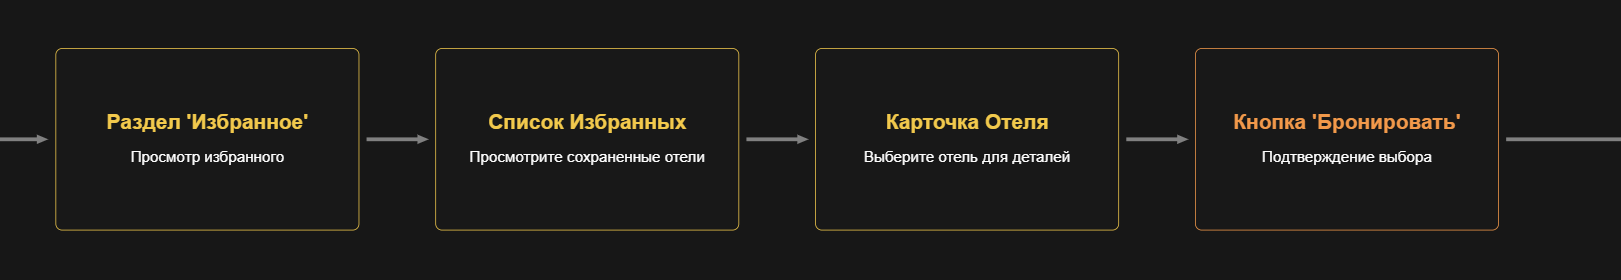 Раздел 'Избранное'
Просмотр избранного
Список Избранных
Просмотрите сохраненные отели
Карточка Отеля
Выберите отель для деталей
Кнопка 'Бронировать'
Подтверждение выбора